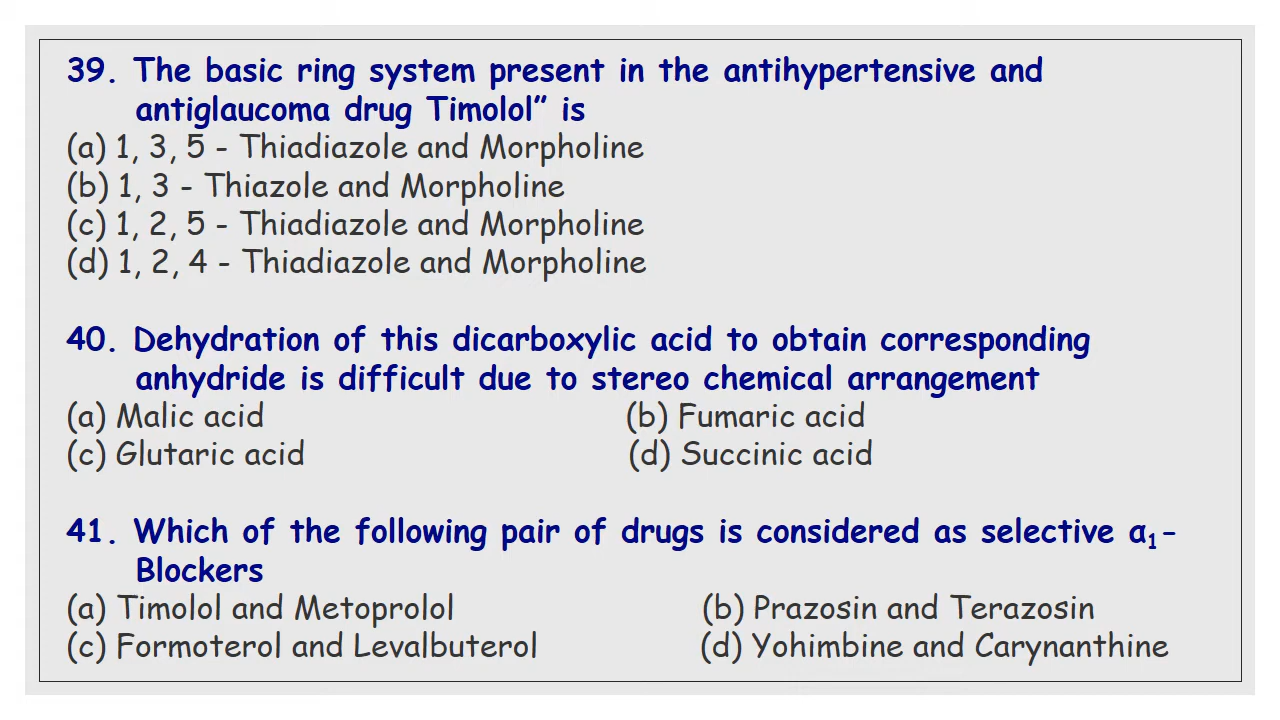 39. The basic ring system present in the antihypertensive and
antiglaucoma drug Timolol” is
(a) 1, 3, 5 - Thiadiazole and Morpholine
(b) 1, 3 - Thiazole and Morpholine
(c) 1, 2, 5 - Thiadiazole and Morpholine
(d) 1, 2, 4 - Thiadiazole and Morpholine
40. Dehydration of this dicarboxylic acid to obtain corresponding
anhydride is difficult due to stereo chemical arrangement
(a) Malic acid (b) Fumaric acid
(c) Glutaric acid (d) Succinic acid
41. Which of the following pair of drugs is considered as selective α₁-
Blockers
(a) Timolol and Metoprolol (b) Prazosin and Terazosin
(c) Formoterol and Levalbuterol (d) Yohimbine and Carynanthine